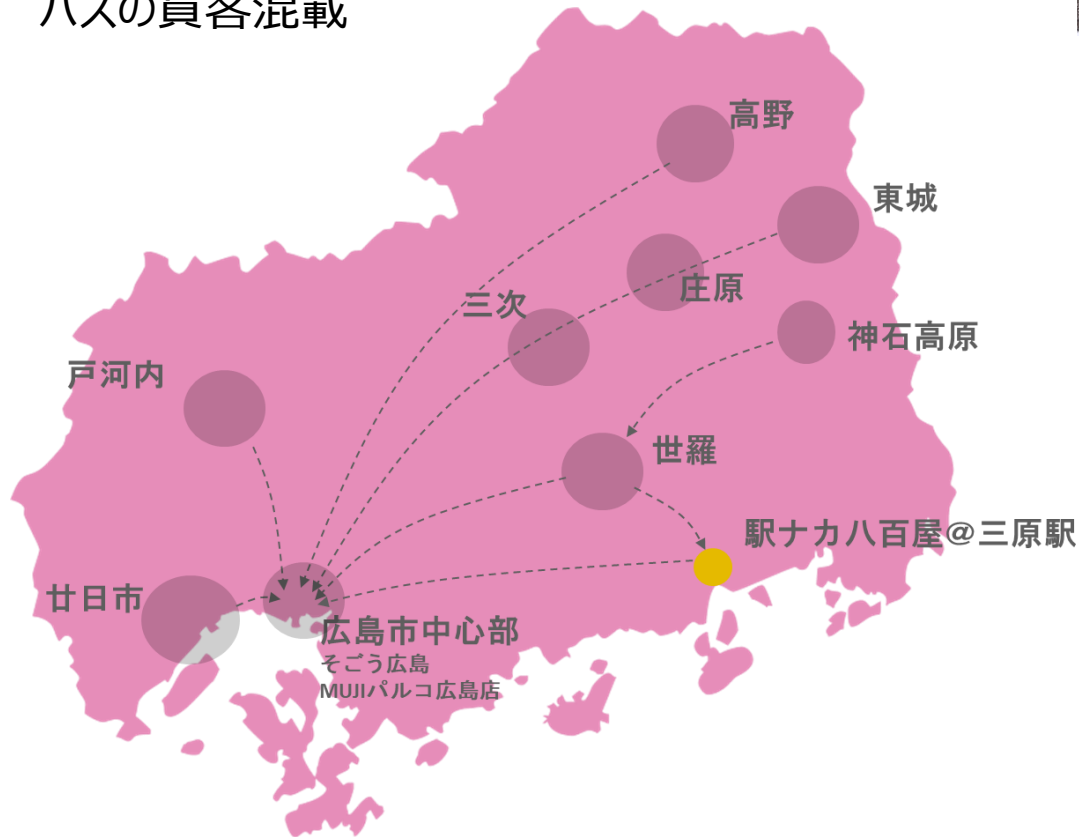 バスの貨客混載
高野
東城
庄原
三次
神石高原
戸河内
世羅
駅ナカ八百屋@三原駅
廿日市
広島市中心部
そごう広島
MUJIパルコ広島店